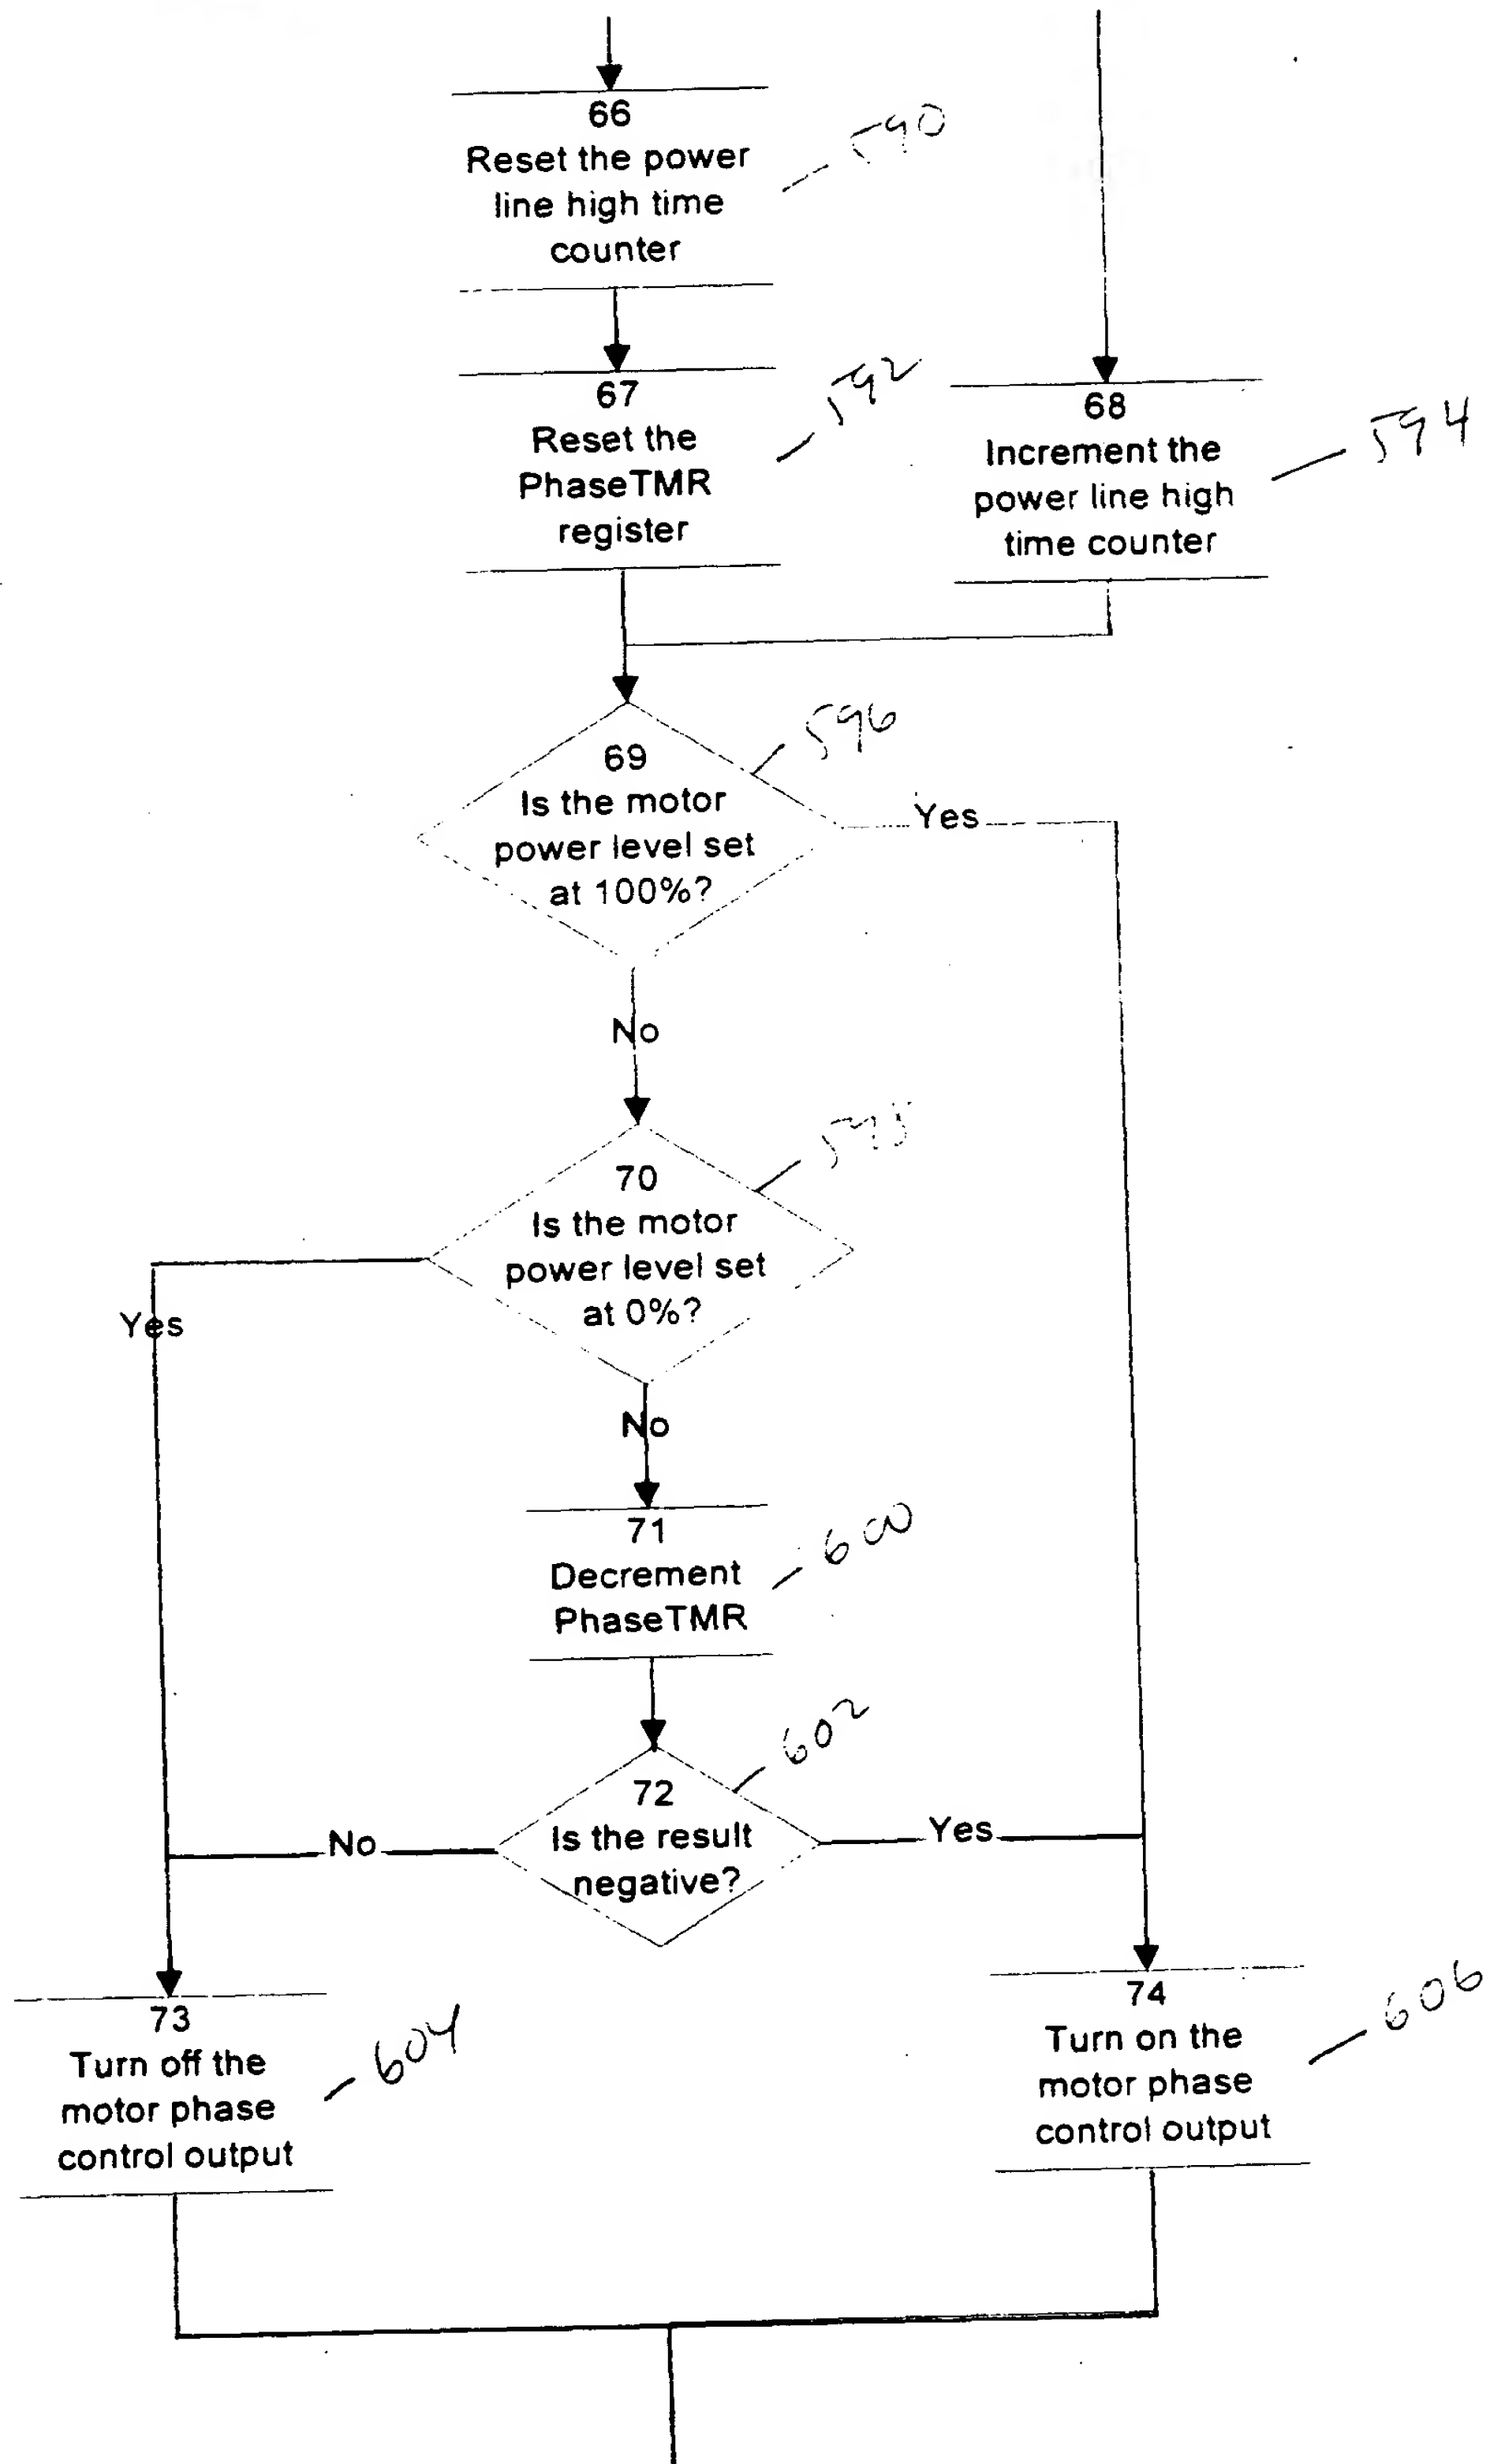 66
Reset the power
line high time
counter
590
67
Reset the
PhaseTMR
register
592
68
Increment the
power line high
time counter
594
69
Is the motor
power level set
at 100%?
596
Yes
No
70
Is the motor
power level set
at 0%?
Yes
No
71
Decrement
PhaseTMR
600
72
Is the result
negative?
602
No
Yes
73
Turn off the
motor phase
control output
604
74
Turn on the
motor phase
control output
606